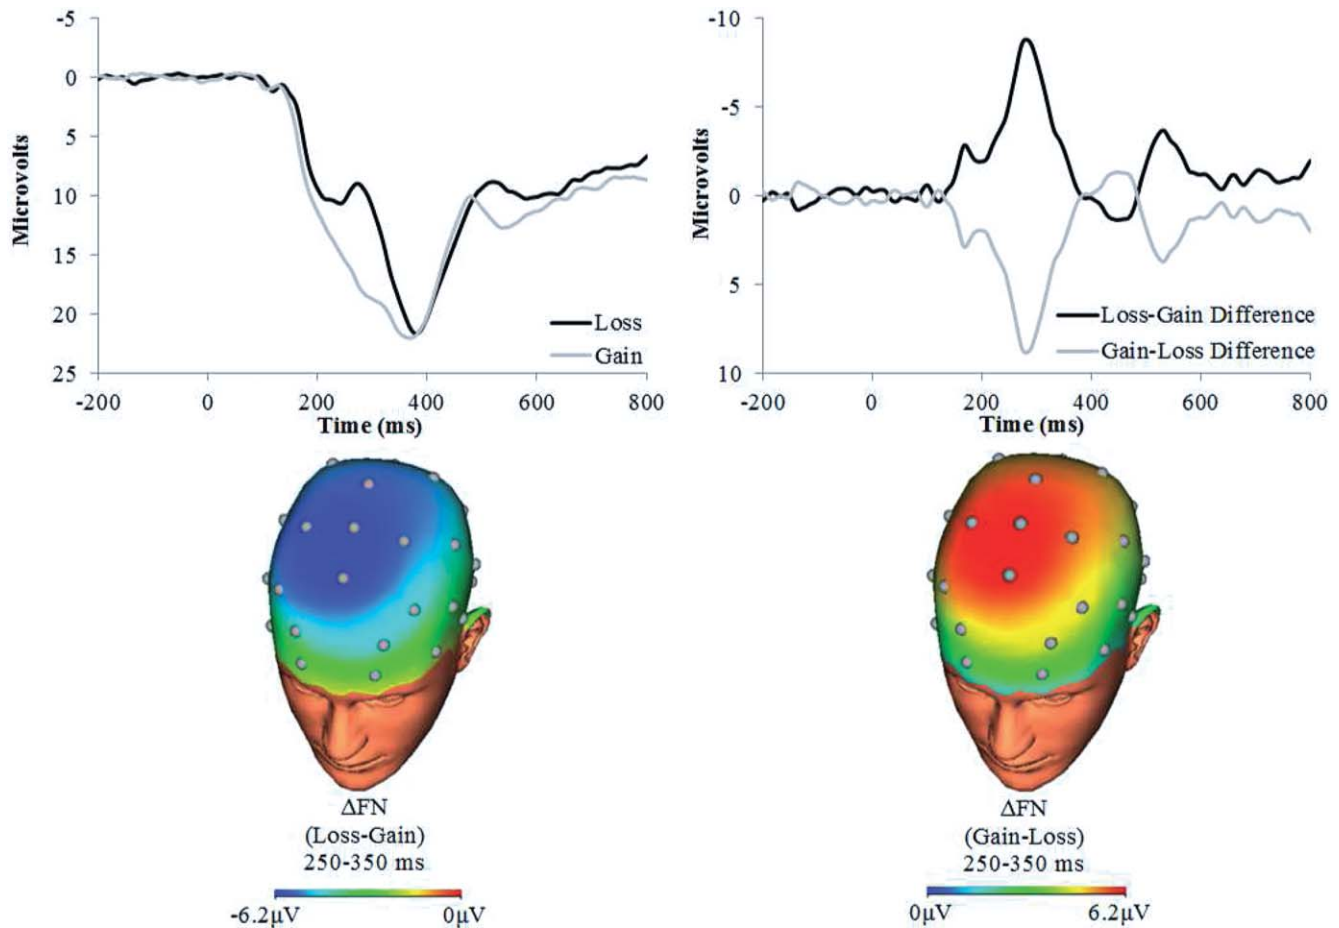 -5
0
5
10
15
20
25
Microvolts
Loss
Gain
-200 0 200 400 600 800
Time (ms)
-10
-5
0
5
10
Microvolts
Loss-Gain Difference
Gain-Loss Difference
-200 0 200 400 600 800
Time (ms)
ΔFN
(Loss-Gain)
250-350 ms
-6.2μV 0μV
ΔFN
(Gain-Loss)
250-350 ms
0μV 6.2μV